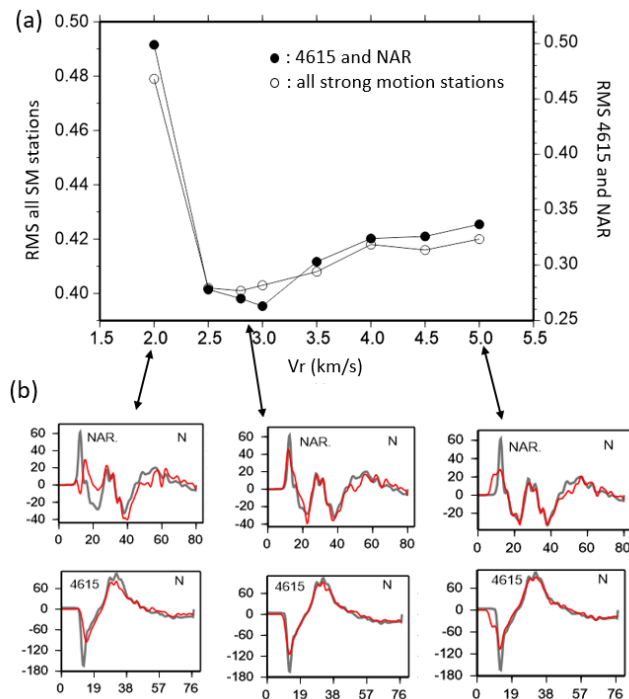 (a)
0.50
0.48
0.46
0.44
0.42
0.40
RMS all SM stations
● : 4615 and NAR
○ : all strong motion stations
0.50
0.45
0.40
0.35
0.30
0.25
RMS 4615 and NAR
1.5 2.0 2.5 3.0 3.5 4.0 4.5 5.0 5.5
Vr (km/s)
(b)
60
40
20
0
-20
-40
NAR. N
0 20 40 60 80
60
40
20
0
-20
-40
NAR. N
0 20 40 60 80
60
40
20
0
-20
NAR. N
0 20 40 60 80
90
0
-60
-120
-180
4615 N
0 19 38 57 76
90
0
-60
-120
-180
4615 N
0 19 38 57 76
90
0
-60
-120
-180
4615 N
0 19 38 57 76